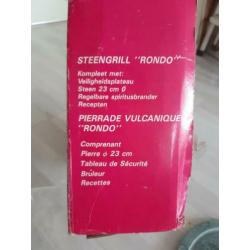 STEENGRILL "RONDO"
Kompleet met:
Veiligheidsplateau
Steen 23 cm 0
Regelbare spiritusbrander
Recepten
PIERRADE VULCANIQUE
"RONDO"
Comprenant
Pierre ϕ 23 cm
Tableau de Sécurité
Brûleur
Recettes